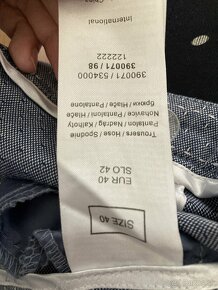 SIZE 40
EUR 40
SLO 42
Trousers / Hose / Spodnie
Pantalon / Nadrág / Kalhoty
Nohavice / Pantaloni / Hlače
брюки / Hlače / Pantalone
390071 / 534000
390071 / 98
122222
International